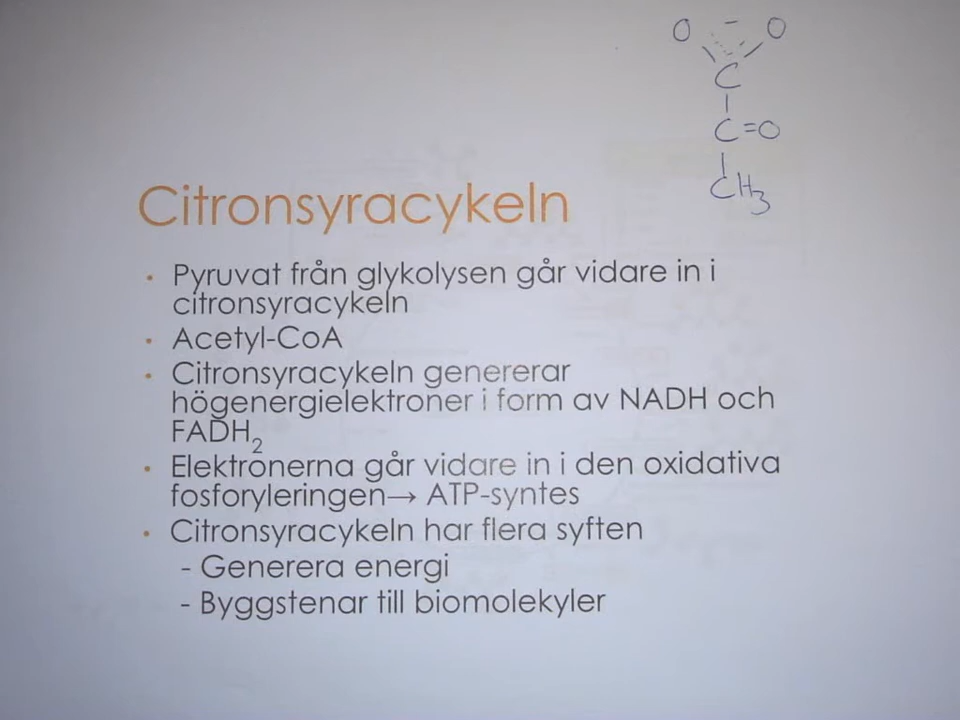 O - O
C
C=O
CH3
Citronsyracykeln
• Pyruvat från glykolysen går vidare in i
citronsyracykeln
• Acetyl-CoA
• Citronsyracykeln genererar
högenergielektroner i form av NADH och
FADH2
• Elektronerna går vidare in i den oxidativa
fosforyleringen→ ATP-syntes
• Citronsyracykeln har flera syften
- Generera energi
- Byggstenar till biomolekyler